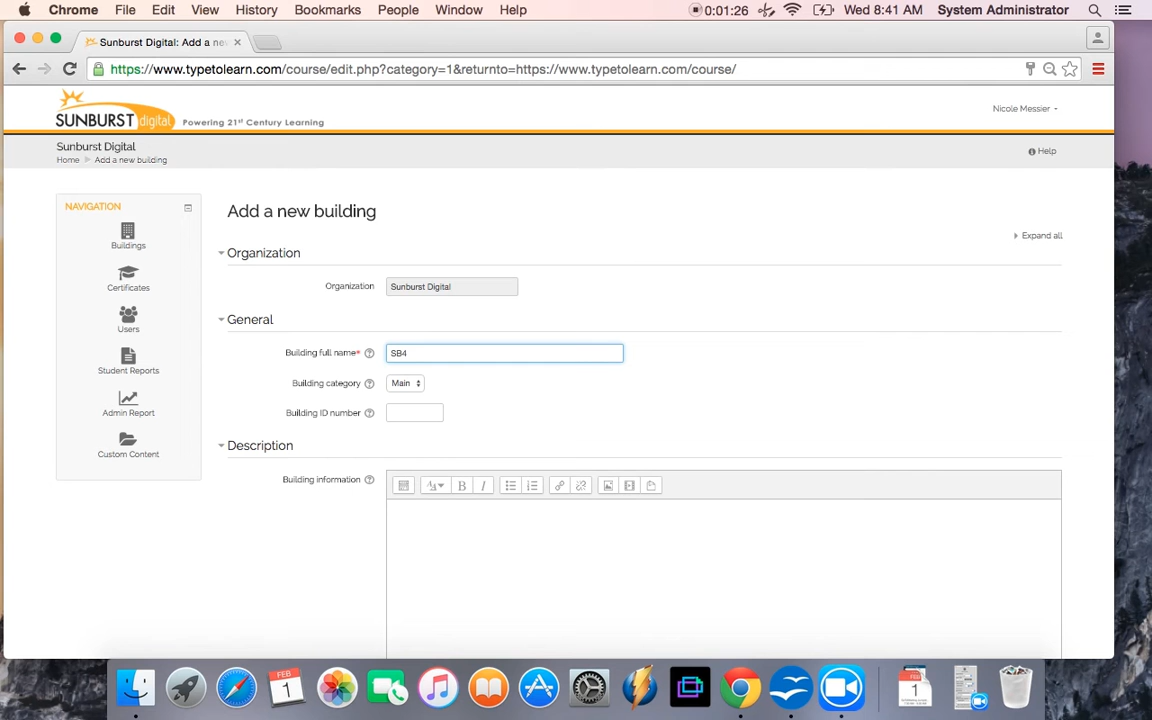 Chrome File Edit View History Bookmarks People Window Help 0:01:26 Wed 8:41 AM System Administrator
Sunburst Digital: Add a ne
https://www.typetolearn.com/course/edit.php?category=1&returnto=https://www.typetolearn.com/course/
SUNBURST digital Powering 21st Century Learning
Nicole Messier
Sunburst Digital
Home Add a new building
Help
NAVIGATION
Buildings
Certificates
Users
Student Reports
Admin Report
Custom Content
Add a new building
Expand all
Organization
Organization Sunburst Digital
General
Building full name* SB4
Building category Main
Building ID number
Description
Building information
B I
FEB
1
1